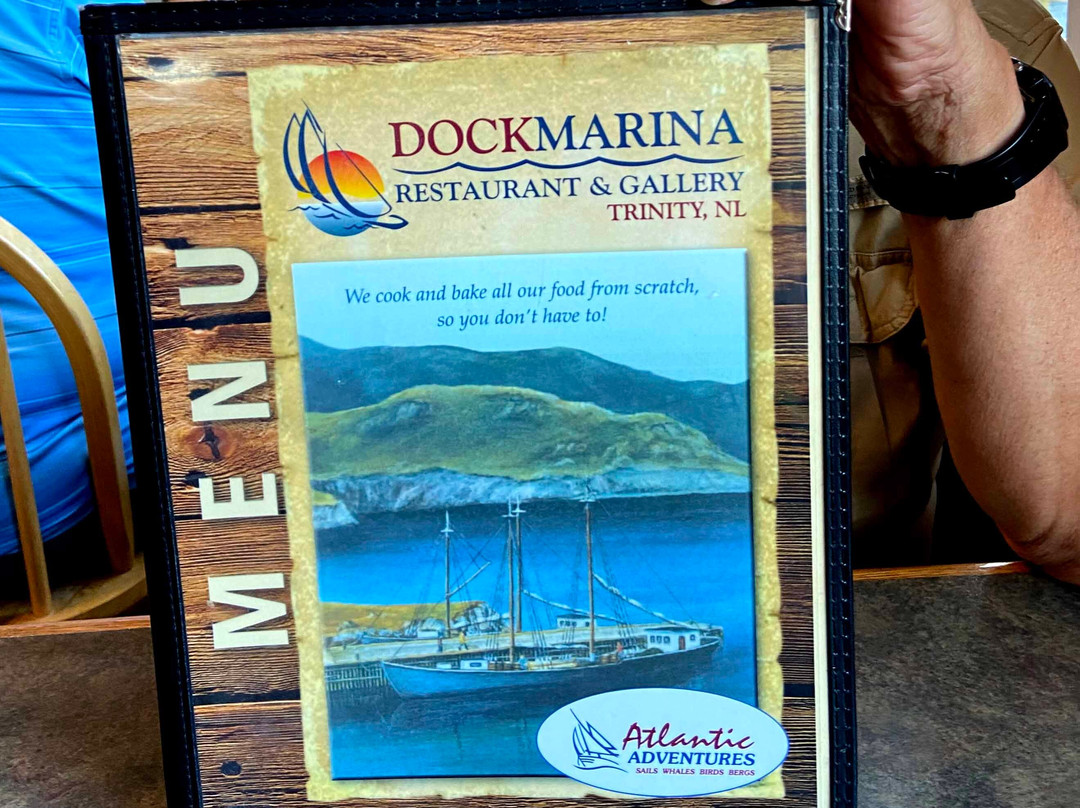 DOCKMARINA
RESTAURANT & GALLERY
TRINITY, NL
MENU
We cook and bake all our food from scratch,
so you don't have to!
Atlantic
ADVENTURES
SAILS WHALES BIRDS BERGS